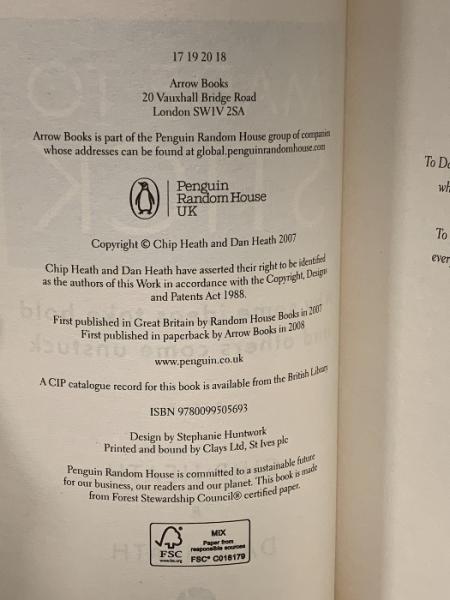 17 19 20 18
Arrow Books
20 Vauxhall Bridge Road
London SW1V 2SA
Arrow Books is part of the Penguin Random House group of companies
whose addresses can be found at global.penguinrandomhouse.com
Penguin
Random House
UK
Copyright © Chip Heath and Dan Heath 2007
Chip Heath and Dan Heath have asserted their right to be identified
as the authors of this Work in accordance with the Copyright, Designs
and Patents Act 1988.
First published in Great Britain by Random House Books in 2007
First published in paperback by Arrow Books in 2008
www.penguin.co.uk
A CIP catalogue record for this book is available from the British Library
ISBN 9780099505693
Design by Stephanie Huntwork
Printed and bound by Clays Ltd, St Ives plc
Penguin Random House is committed to a sustainable future
for our business, our readers and our planet. This book is made
from Forest Stewardship Council® certified paper.
FSC
www.fsc.org
MIX
Paper from
responsible sources
FSC® C016179
To
To